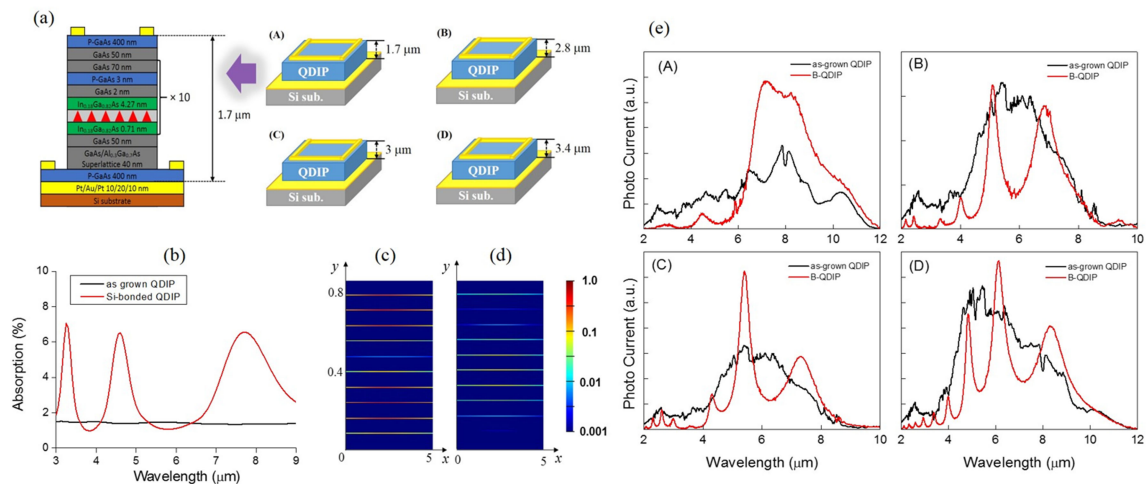 (a)
P-GaAs 400 nm
GaAs 50 nm
GaAs 70 nm
P-GaAs 3 nm
GaAs 2 nm
In0.15Ga0.85As 4.27 nm
In0.15Ga0.85As 0.71 nm
GaAs 50 nm
GaAs/Al0.3Ga0.7As
Superlattice 40 nm
P-GaAs 400 nm
Pt/Au/Pt 10/20/10 nm
Si substrate
× 10
1.7 μm
(A)
QDIP
Si sub.
1.7 μm
(B)
QDIP
Si sub.
2.8 μm
(C)
QDIP
Si sub.
3 μm
(D)
QDIP
Si sub.
3.4 μm
(b)
as grown QDIP
Si-bonded QDIP
Absorption (%)
10
8
6
4
2
0
3 4 5 6 7 8 9
Wavelength (μm)
(c)
y
0.8
0.4
0
5
x
(d)
y
0
5
x
1.0
0.1
0.01
0.001
(e)
(A)
as-grown QDIP
B-QDIP
Photo Current (a.u.)
2 4 6 8 10 12
(B)
as-grown QDIP
B-QDIP
Photo Current (a.u.)
2 4 6 8 10
(C)
as-grown QDIP
B-QDIP
Photo Current (a.u.)
2 4 6 8 10
Wavelength (μm)
(D)
as-grown QDIP
B-QDIP
Photo Current (a.u.)
2 4 6 8 10 12
Wavelength (μm)